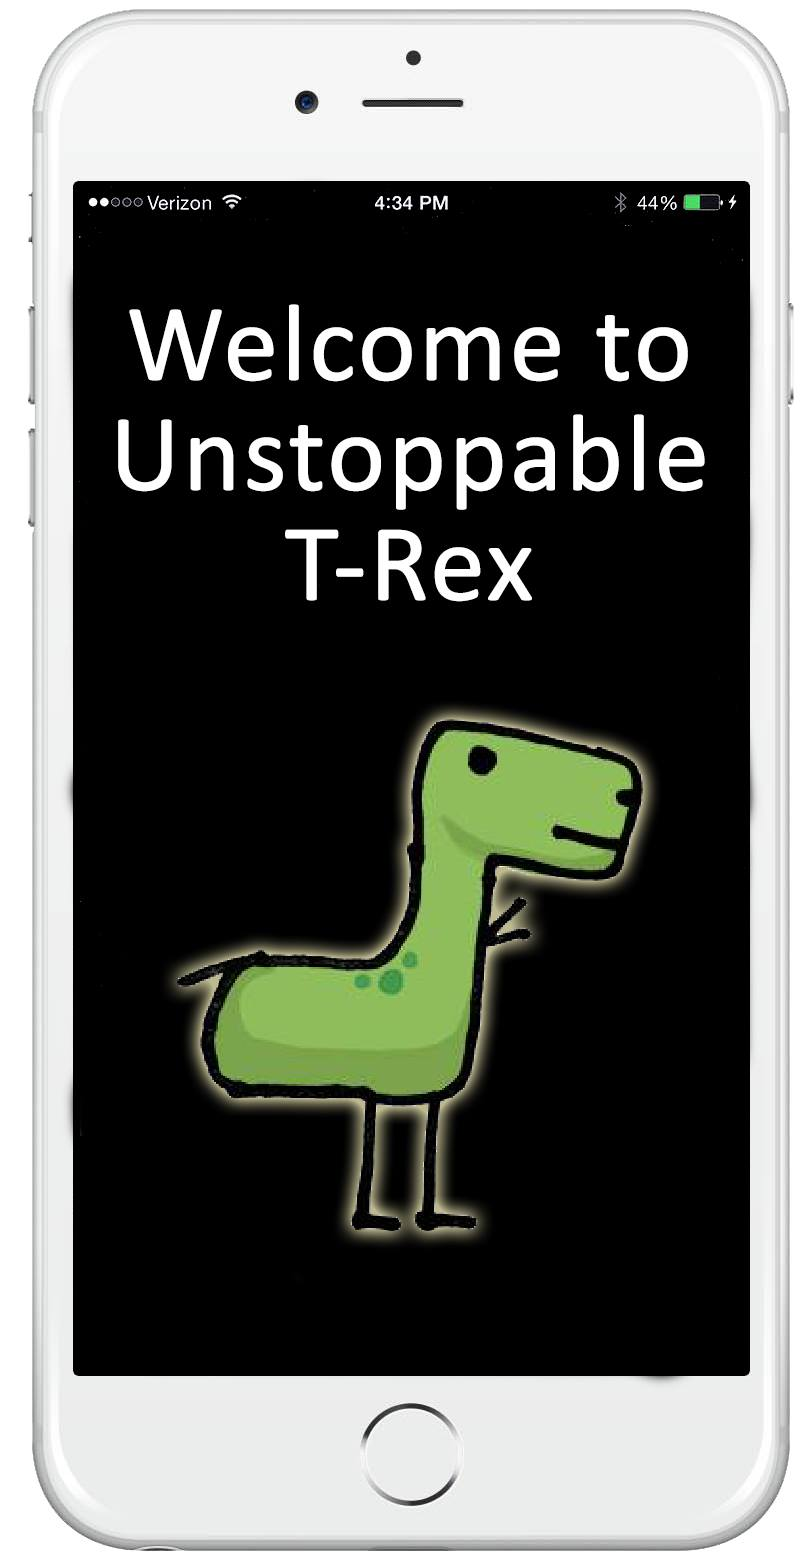 Verizon 4:34 PM 44%
Welcome to
Unstoppable
T-Rex